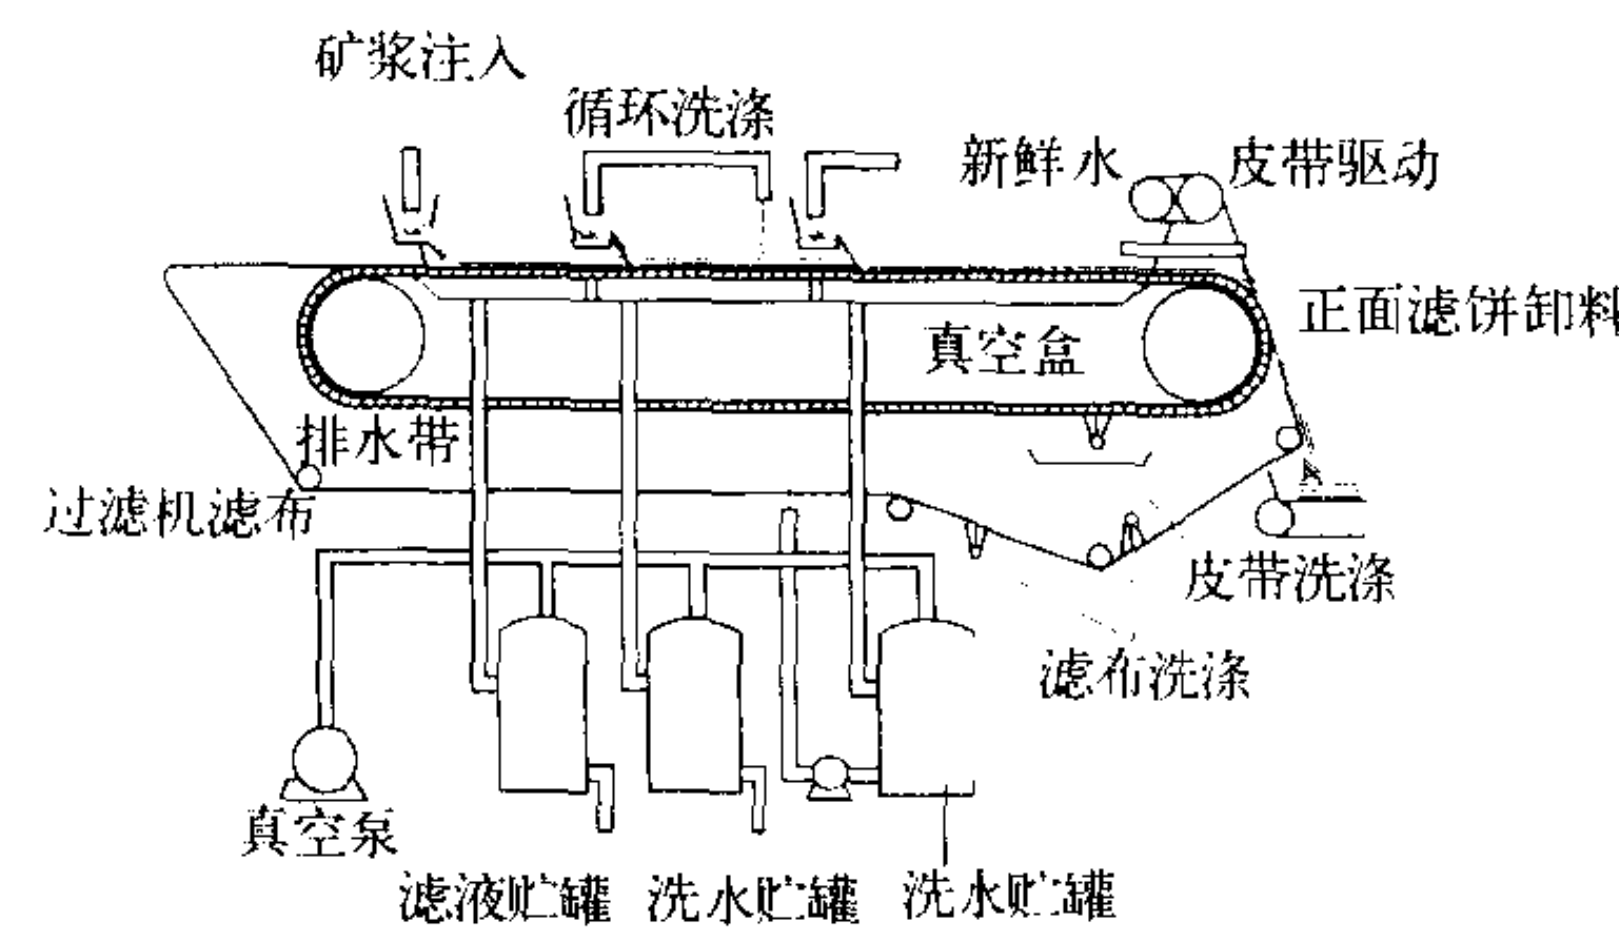 矿浆注入
循环洗涤
新鲜水
皮带驱动
正面滤饼卸料
真空盒
排水带
过滤机滤布
皮带洗涤
滤布洗涤
真空泵
滤液贮罐
洗水贮罐
洗水贮罐